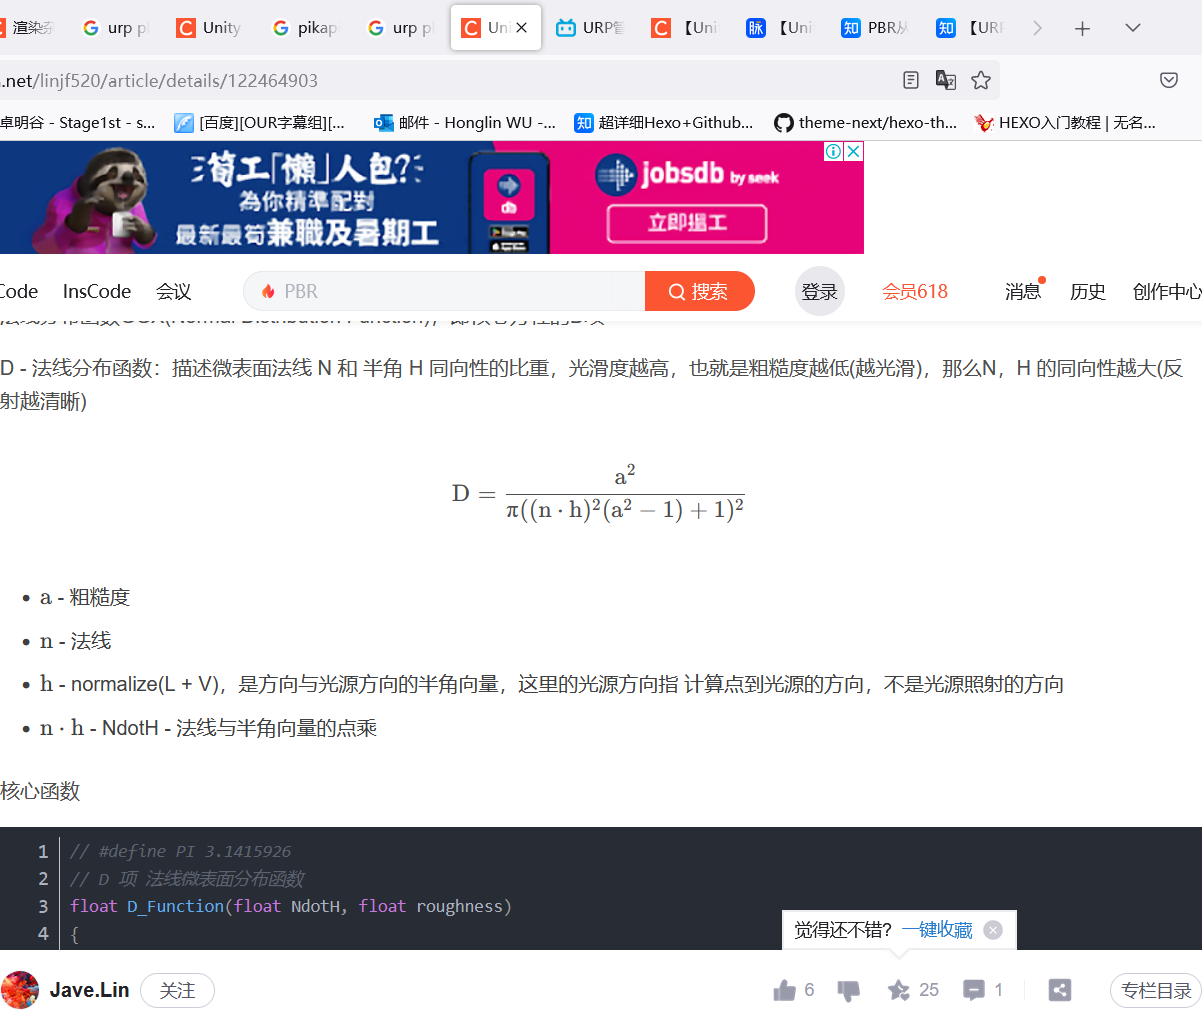 渲染杂
urp pl
Unity
pikap
urp pl
Uni
URP管
【Uni
【Uni
PBR从
【URP
.net/linjf520/article/details/122464903
卓明谷 - Stage1st - s...
[百度][OUR字幕组][...
邮件 - Honglin WU -...
超详细Hexo+Github...
theme-next/hexo-th...
HEXO入门教程 | 无名...
筍工「懶」人包?
為你精準配對
最新最筍兼職及暑期工
jobsdb by seek
立即搵工
Code
InsCode
会议
PBR
搜索
登录
会员618
消息
历史
创作中心
D - 法线分布函数：描述微表面法线 N 和 半角 H 同向性的比重，光滑度越高，也就是粗糙度越低(越光滑)，那么N，H 的同向性越大(反
射越清晰)
D = a² / π((n · h)²(a² − 1) + 1)²
• a - 粗糙度
• n - 法线
• h - normalize(L + V)，是方向与光源方向的半角向量，这里的光源方向指 计算点到光源的方向，不是光源照射的方向
• n · h - NdotH - 法线与半角向量的点乘
核心函数
1 // #define PI 3.1415926
2 // D 项 法线微表面分布函数
3 float D_Function(float NdotH, float roughness)
4 {
觉得还不错? 一键收藏
Jave.Lin
关注
6
25
1
专栏目录